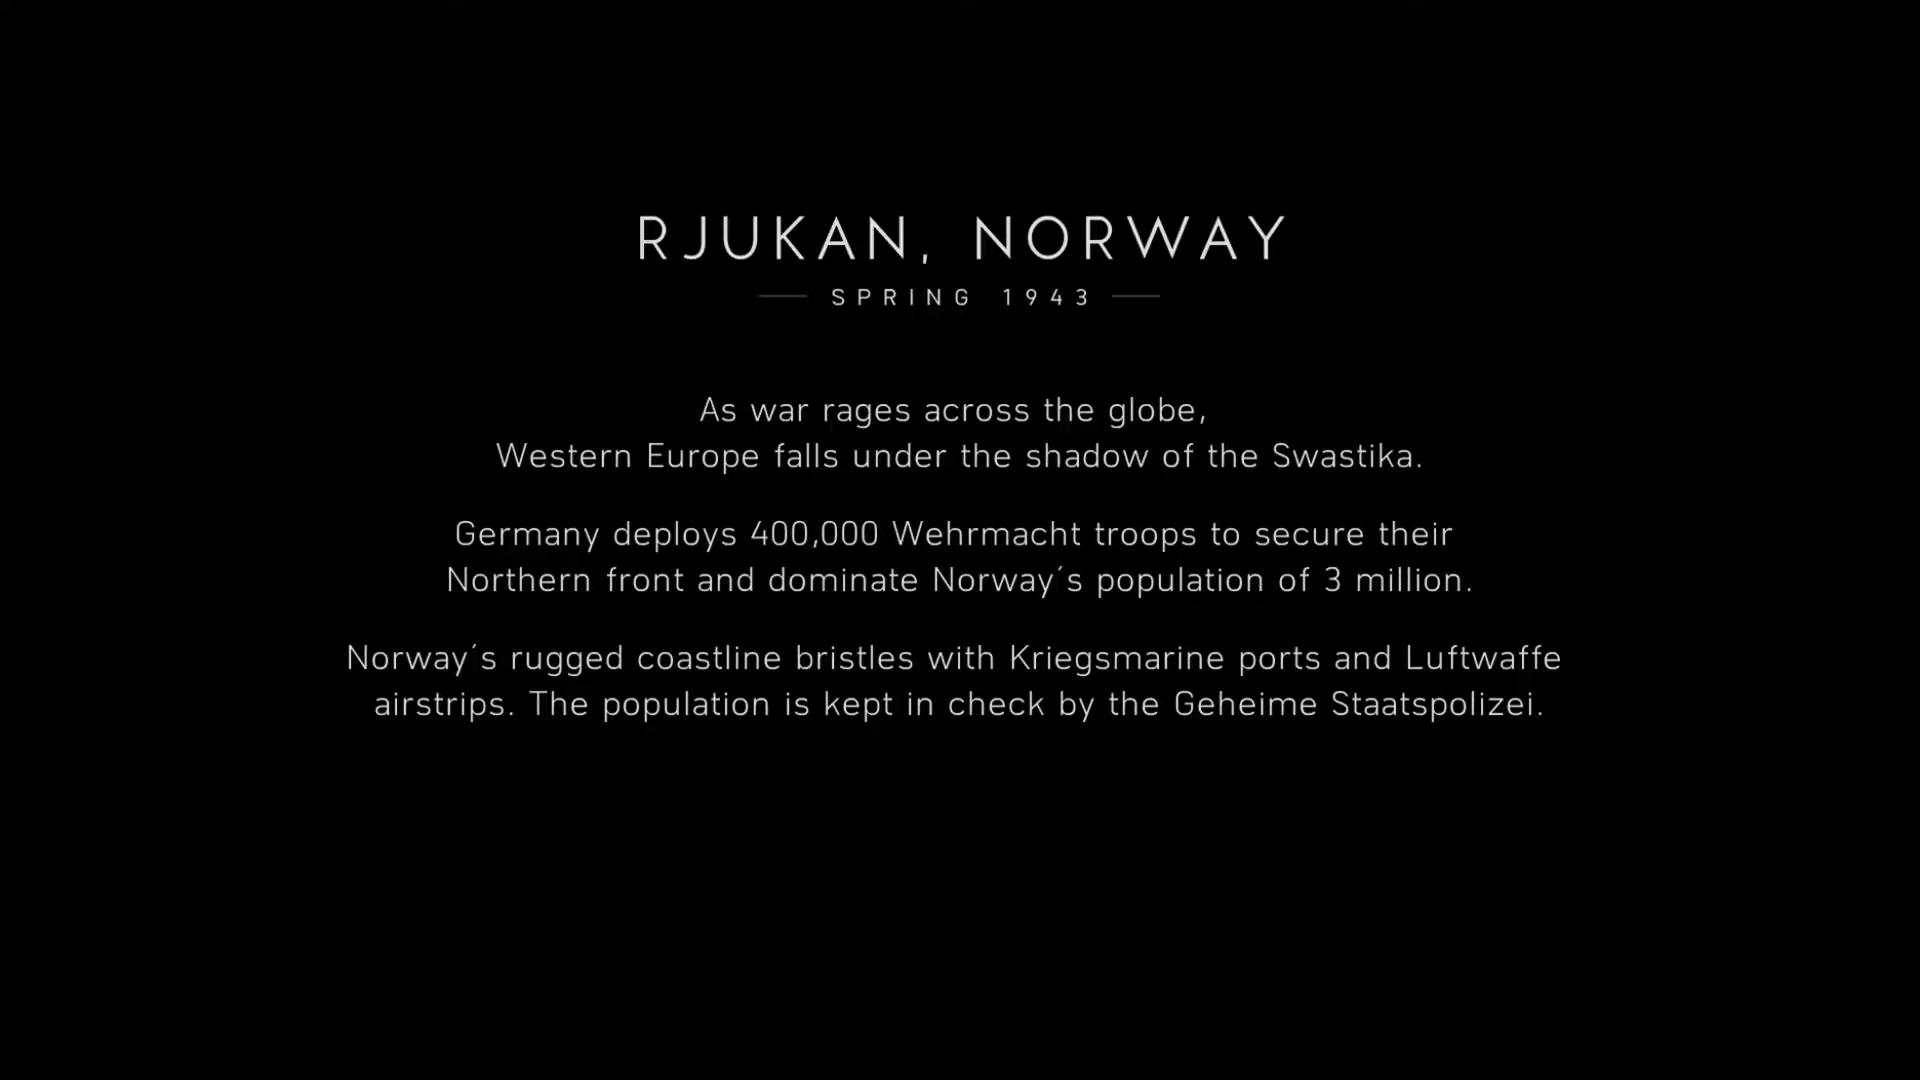 RJUKAN, NORWAY
SPRING 1943
As war rages across the globe,
Western Europe falls under the shadow of the Swastika.
Germany deploys 400,000 Wehrmacht troops to secure their
Northern front and dominate Norway´s population of 3 million.
Norway´s rugged coastline bristles with Kriegsmarine ports and Luftwaffe
airstrips. The population is kept in check by the Geheime Staatspolizei.